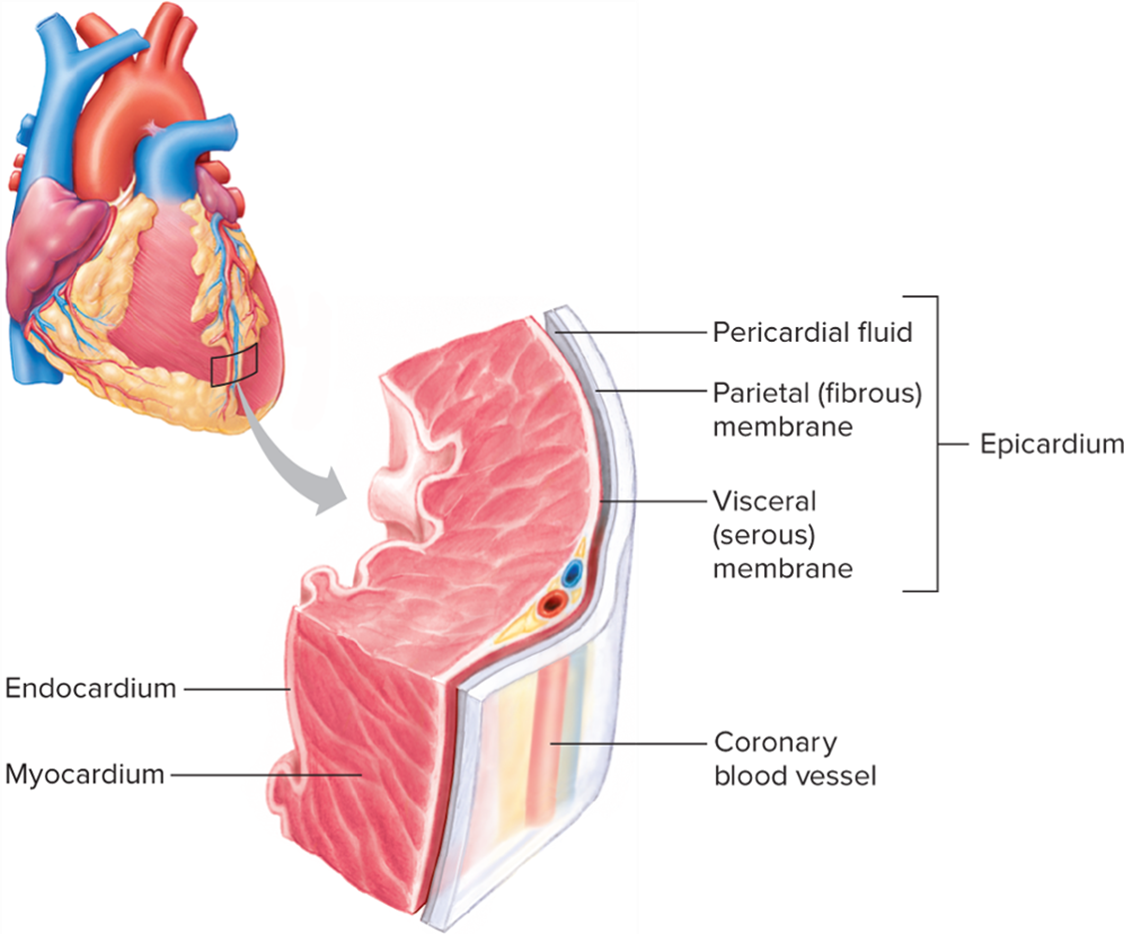 Pericardial fluid
Parietal (fibrous)
membrane
Epicardium
Visceral
(serous)
membrane
Endocardium
Myocardium
Coronary
blood vessel